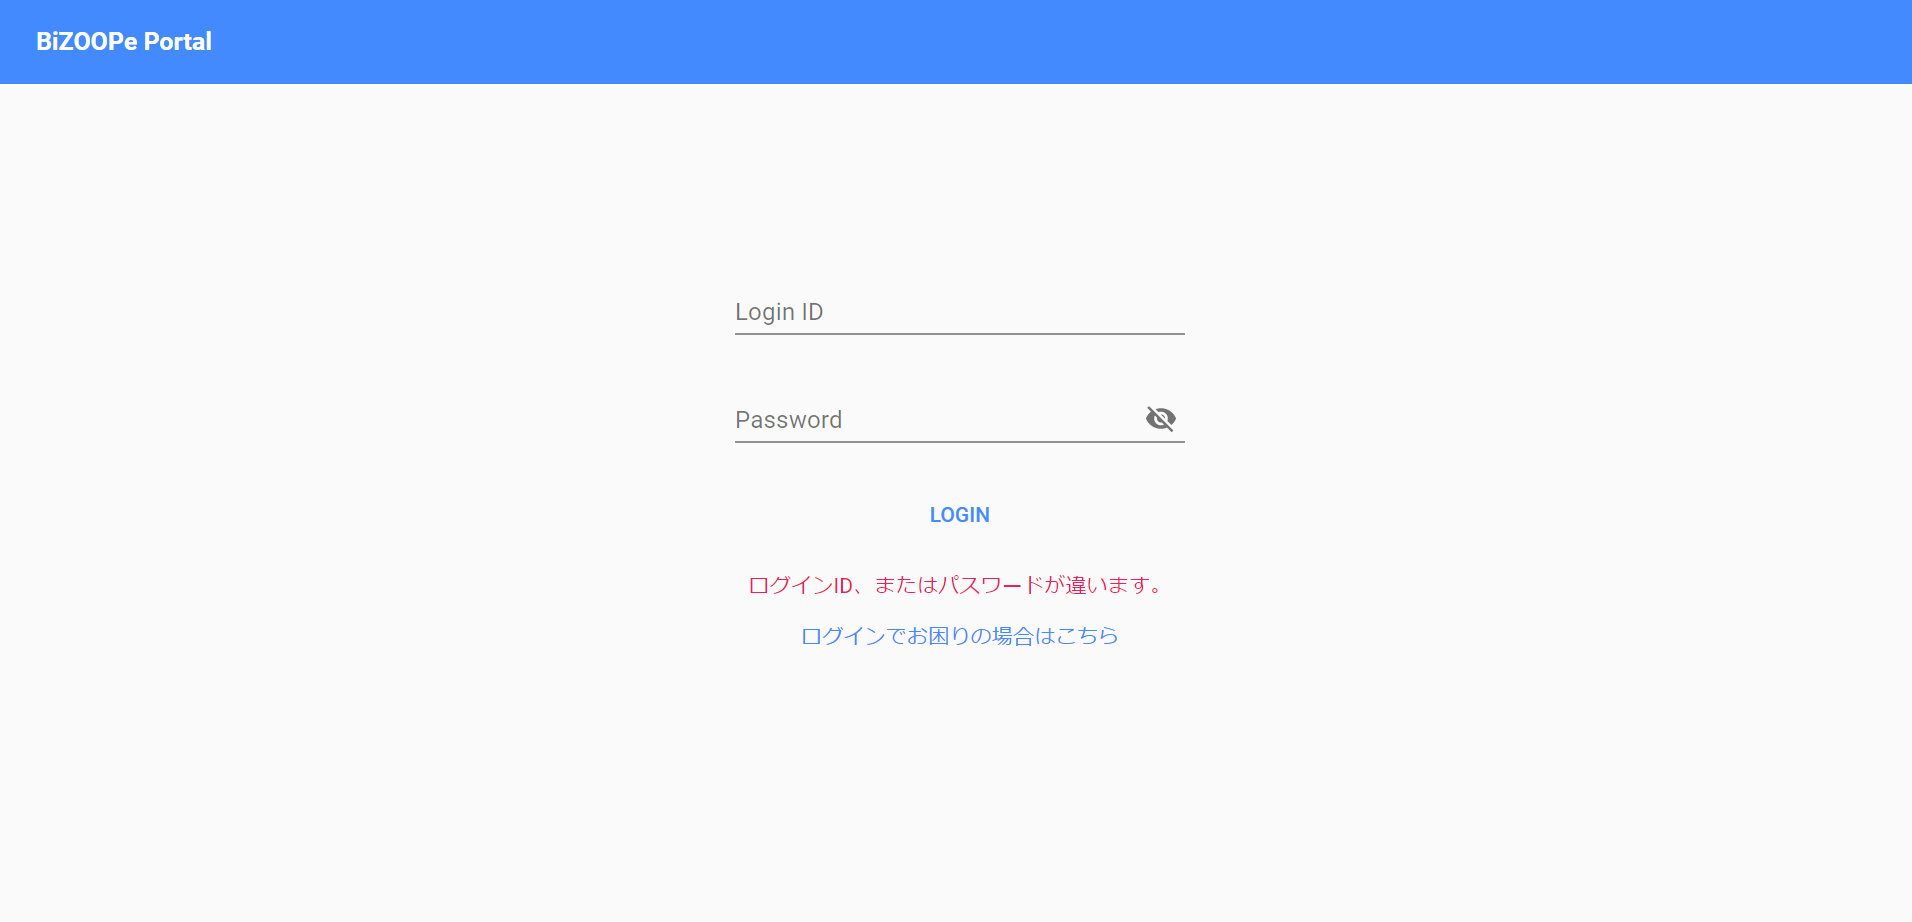 BiZOOPe Portal
Login ID
Password
LOGIN
ログインID、またはパスワードが違います。
ログインでお困りの場合はこちら